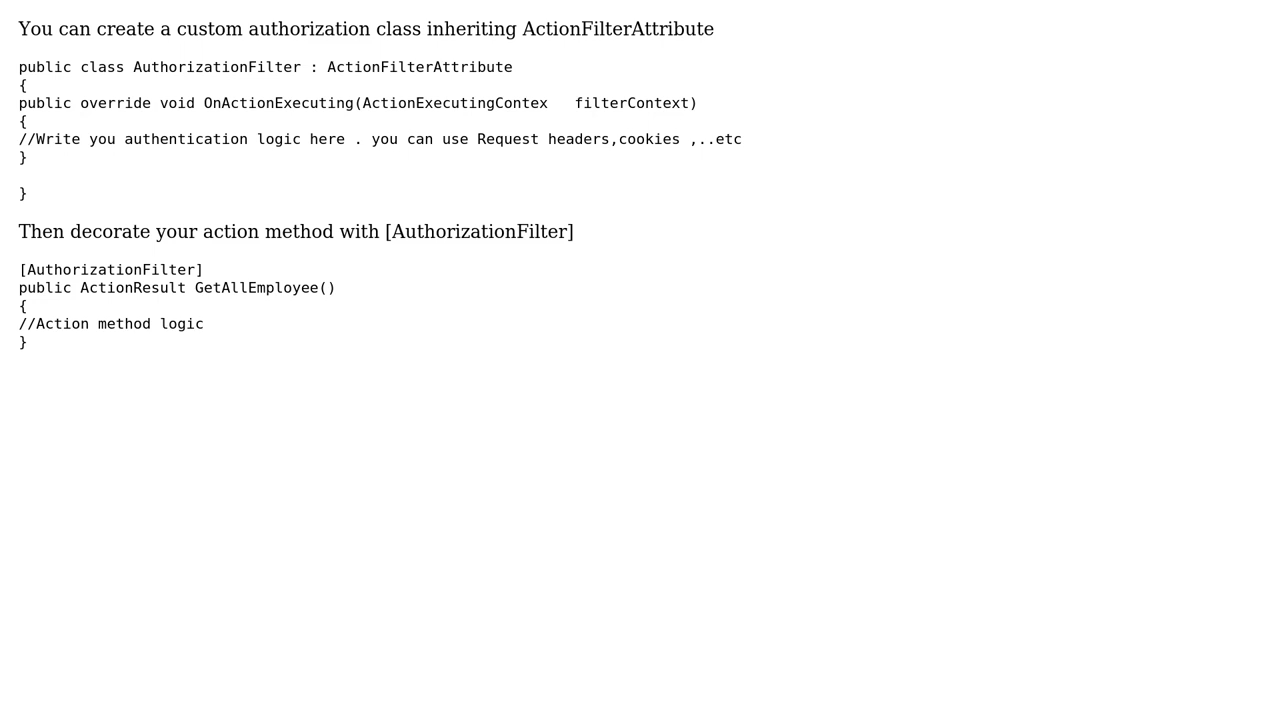 You can create a custom authorization class inheriting ActionFilterAttribute
public class AuthorizationFilter : ActionFilterAttribute
{
public override void OnActionExecuting(ActionExecutingContex   filterContext)
{
//Write you authentication logic here . you can use Request headers,cookies ,..etc
}
}
Then decorate your action method with [AuthorizationFilter]
[AuthorizationFilter]
public ActionResult GetAllEmployee()
{
//Action method logic
}